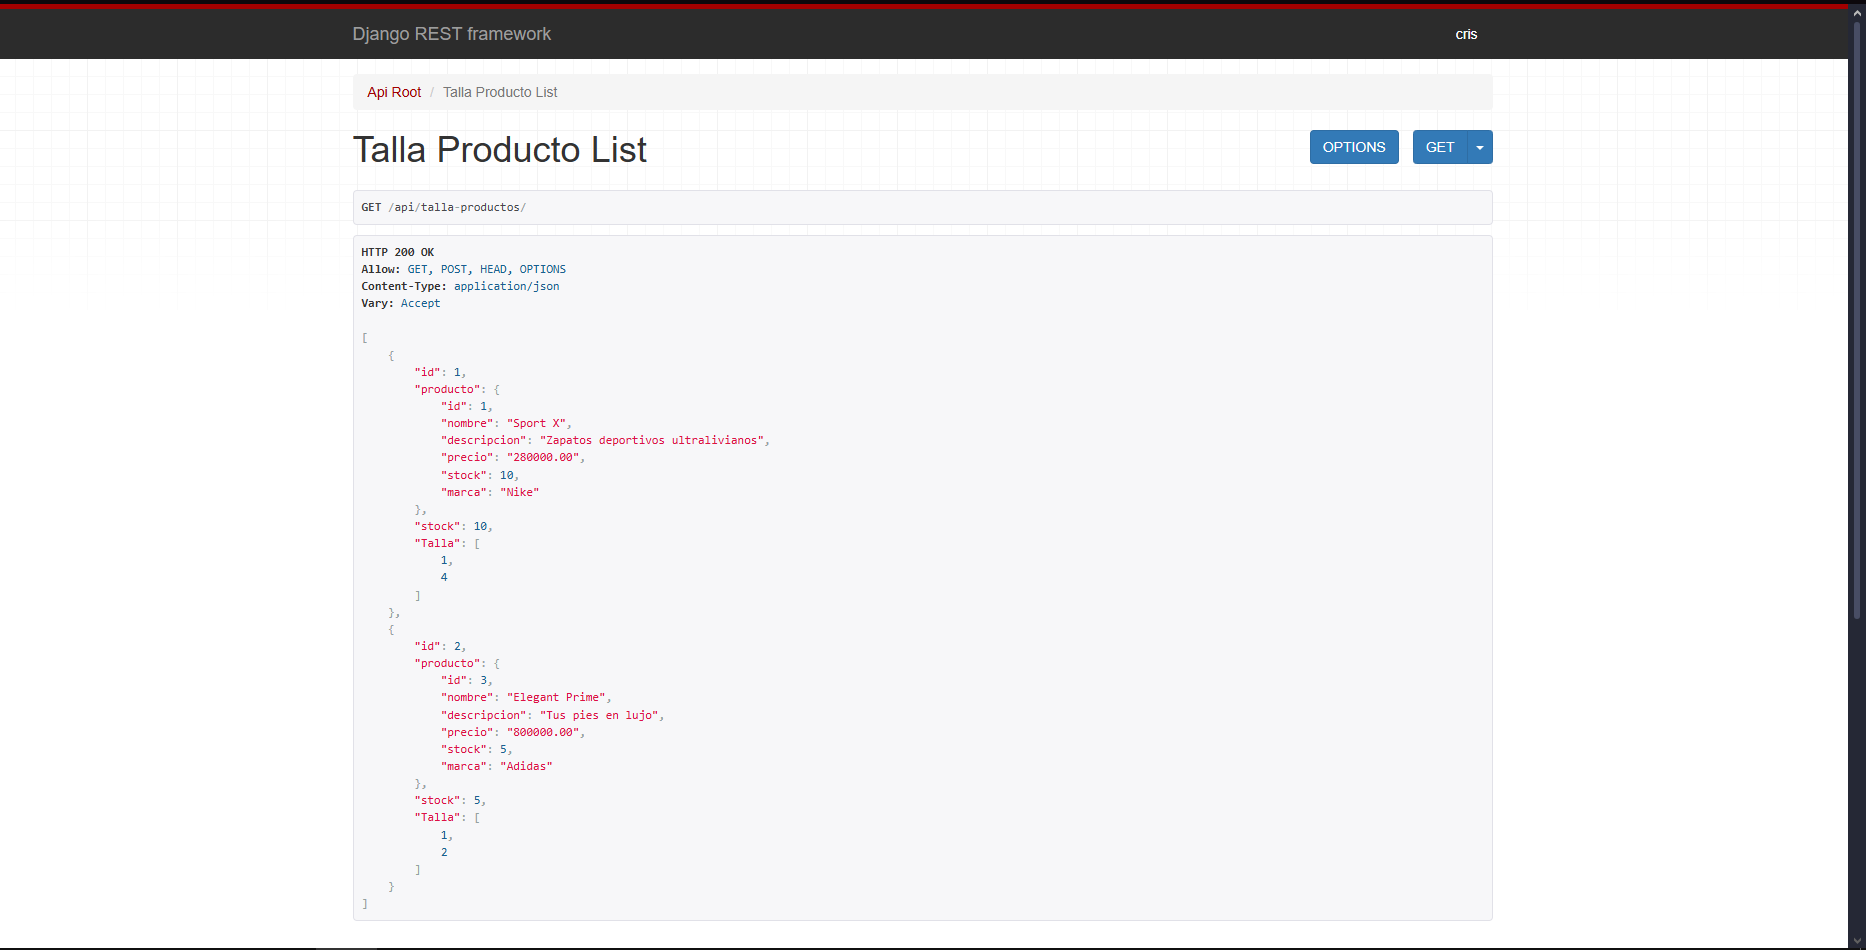 Django REST framework
cris
Api Root / Talla Producto List
Talla Producto List
OPTIONS
GET
GET /api/talla-productos/
HTTP 200 OK
Allow: GET, POST, HEAD, OPTIONS
Content-Type: application/json
Vary: Accept
[
    {
        "id": 1,
        "producto": {
            "id": 1,
            "nombre": "Sport X",
            "descripcion": "Zapatos deportivos ultralivianos",
            "precio": "280000.00",
            "stock": 10,
            "marca": "Nike"
        },
        "stock": 10,
        "Talla": [
            1,
            4
        ]
    },
    {
        "id": 2,
        "producto": {
            "id": 3,
            "nombre": "Elegant Prime",
            "descripcion": "Tus pies en lujo",
            "precio": "800000.00",
            "stock": 5,
            "marca": "Adidas"
        },
        "stock": 5,
        "Talla": [
            1,
            2
        ]
    }
]